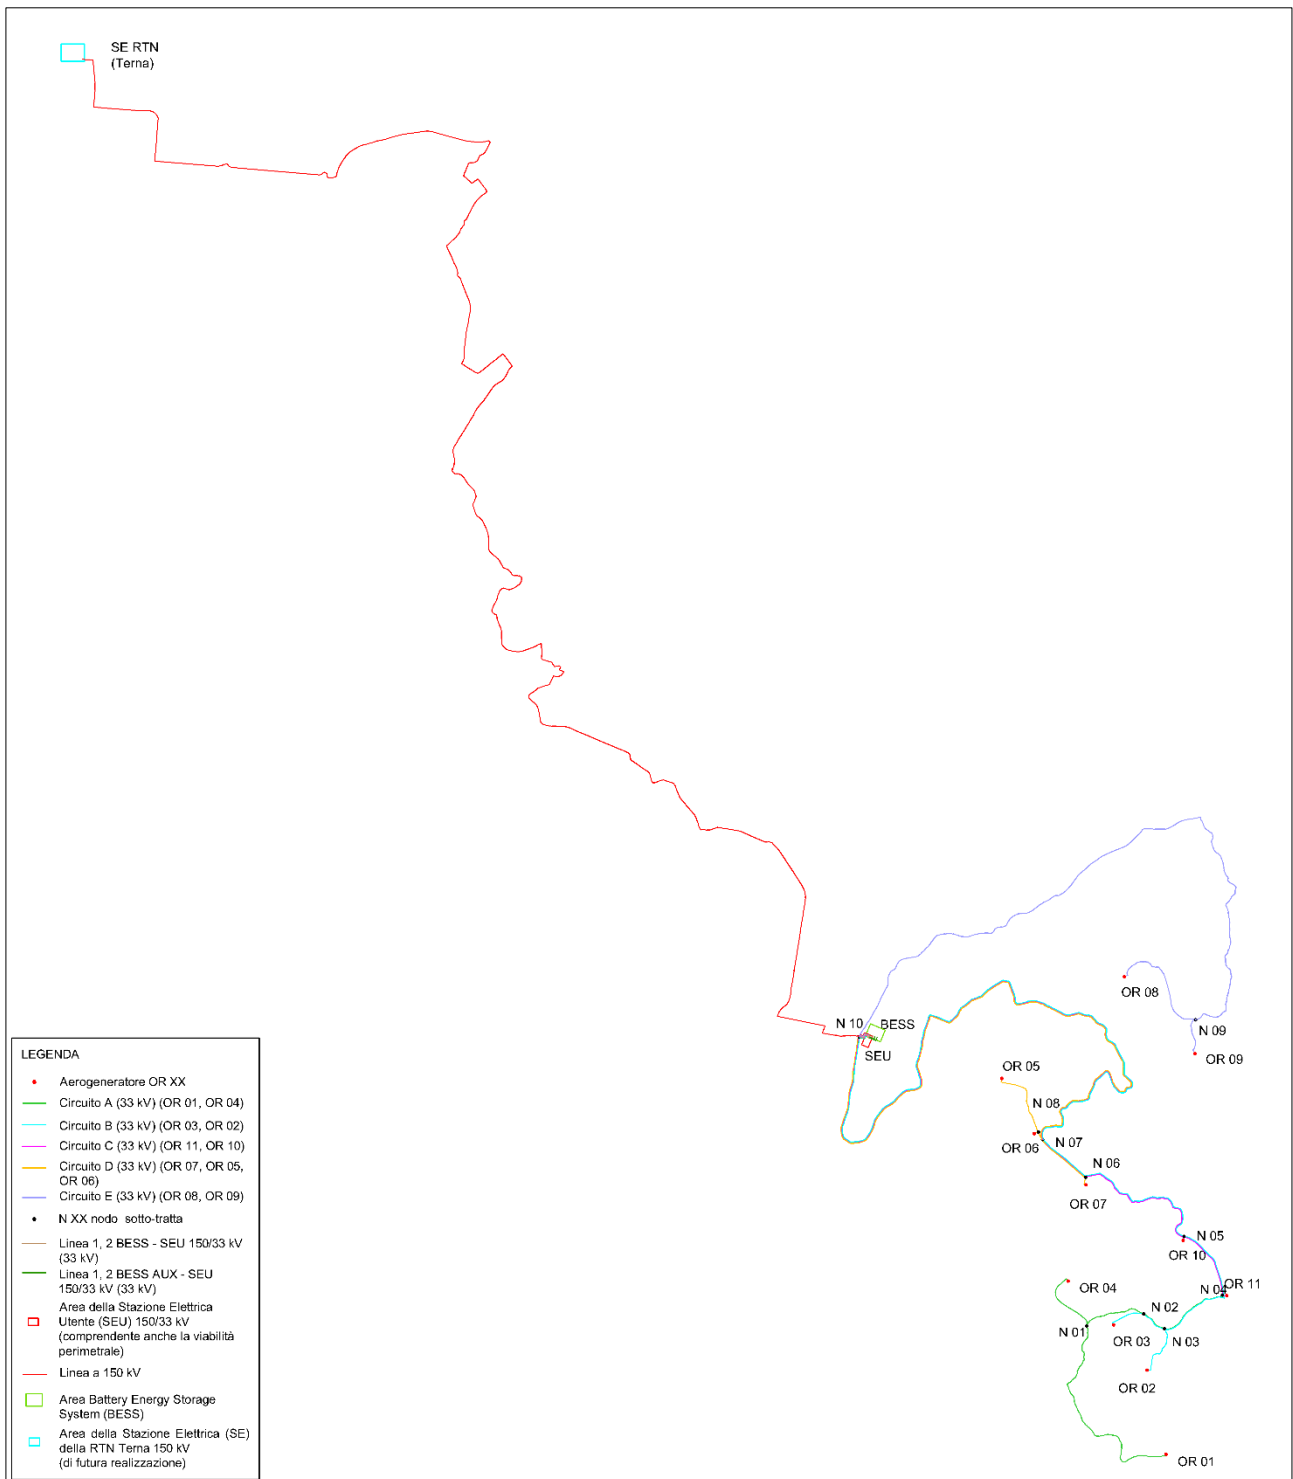 SE RTN
(Terna)
N 10
BESS
SEU
OR 08
N 09
OR 09
OR 05
N 08
OR 06
N 07
N 06
OR 07
N 05
OR 10
OR 11
N 04
OR 04
N 02
N 01
OR 03
N 03
OR 02
OR 01
LEGENDA
Aerogeneratore OR XX
Circuito A (33 kV) (OR 01, OR 04)
Circuito B (33 kV) (OR 03, OR 02)
Circuito C (33 kV) (OR 11, OR 10)
Circuito D (33 kV) (OR 07, OR 05,
OR 06)
Circuito E (33 kV) (OR 08, OR 09)
N XX nodo sotto-tratta
Linea 1, 2 BESS - SEU 150/33 kV
(33 kV)
Linea 1, 2 BESS AUX - SEU
150/33 kV (33 kV)
Area della Stazione Elettrica
Utente (SEU) 150/33 kV
(comprendente anche la viabilità
perimetrale)
Linea a 150 kV
Area Battery Energy Storage
System (BESS)
Area della Stazione Elettrica (SE)
della RTN Terna 150 kV
(di futura realizzazione)